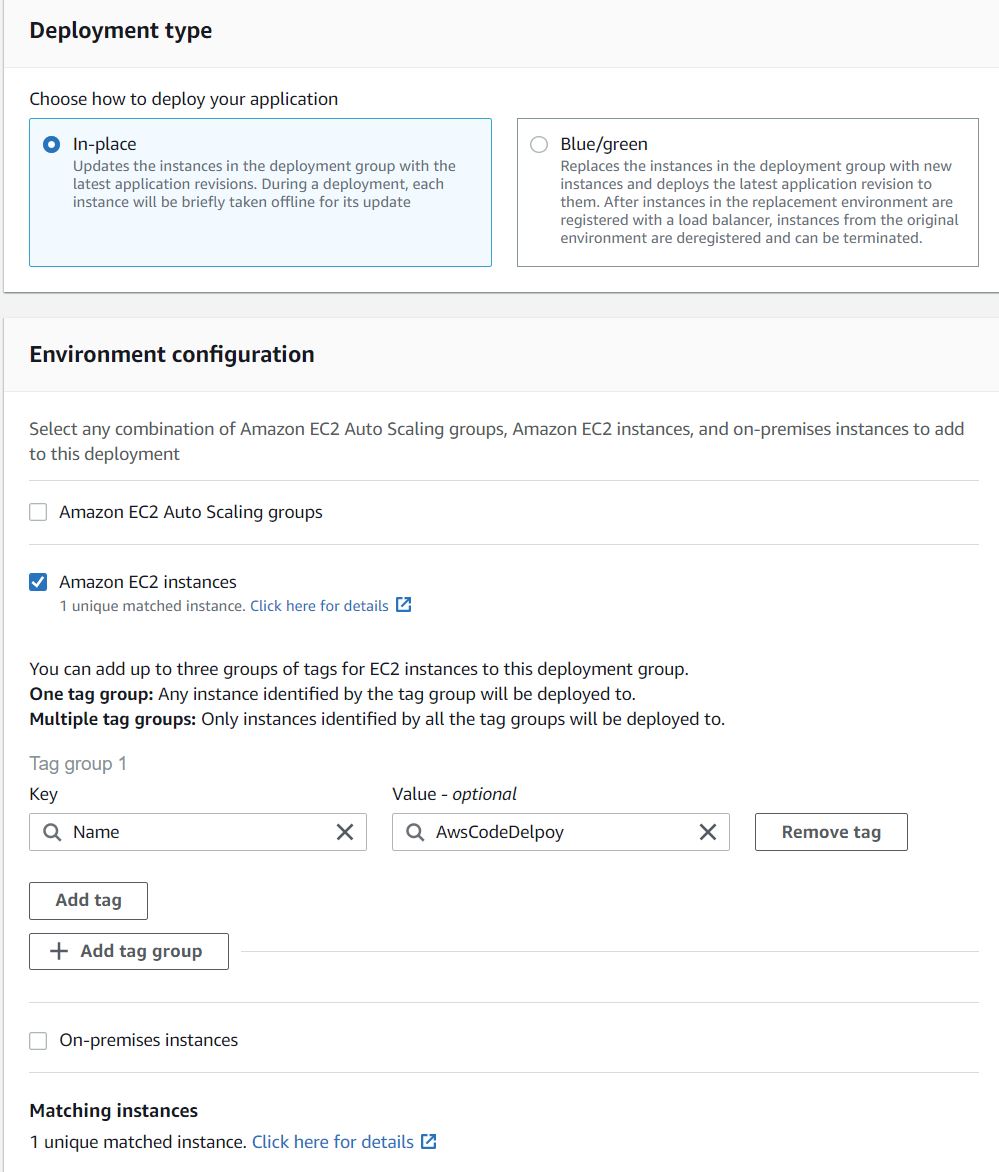 Deployment type
Choose how to deploy your application
In-place
Updates the instances in the deployment group with the
latest application revisions. During a deployment, each
instance will be briefly taken offline for its update
Blue/green
Replaces the instances in the deployment group with new
instances and deploys the latest application revision to
them. After instances in the replacement environment are
registered with a load balancer, instances from the original
environment are deregistered and can be terminated.
Environment configuration
Select any combination of Amazon EC2 Auto Scaling groups, Amazon EC2 instances, and on-premises instances to add
to this deployment
Amazon EC2 Auto Scaling groups
Amazon EC2 instances
1 unique matched instance. Click here for details
You can add up to three groups of tags for EC2 instances to this deployment group.
One tag group: Any instance identified by the tag group will be deployed to.
Multiple tag groups: Only instances identified by all the tag groups will be deployed to.
Tag group 1
Key
Value - optional
Name
AwsCodeDelpoy
Remove tag
Add tag
Add tag group
On-premises instances
Matching instances
1 unique matched instance. Click here for details